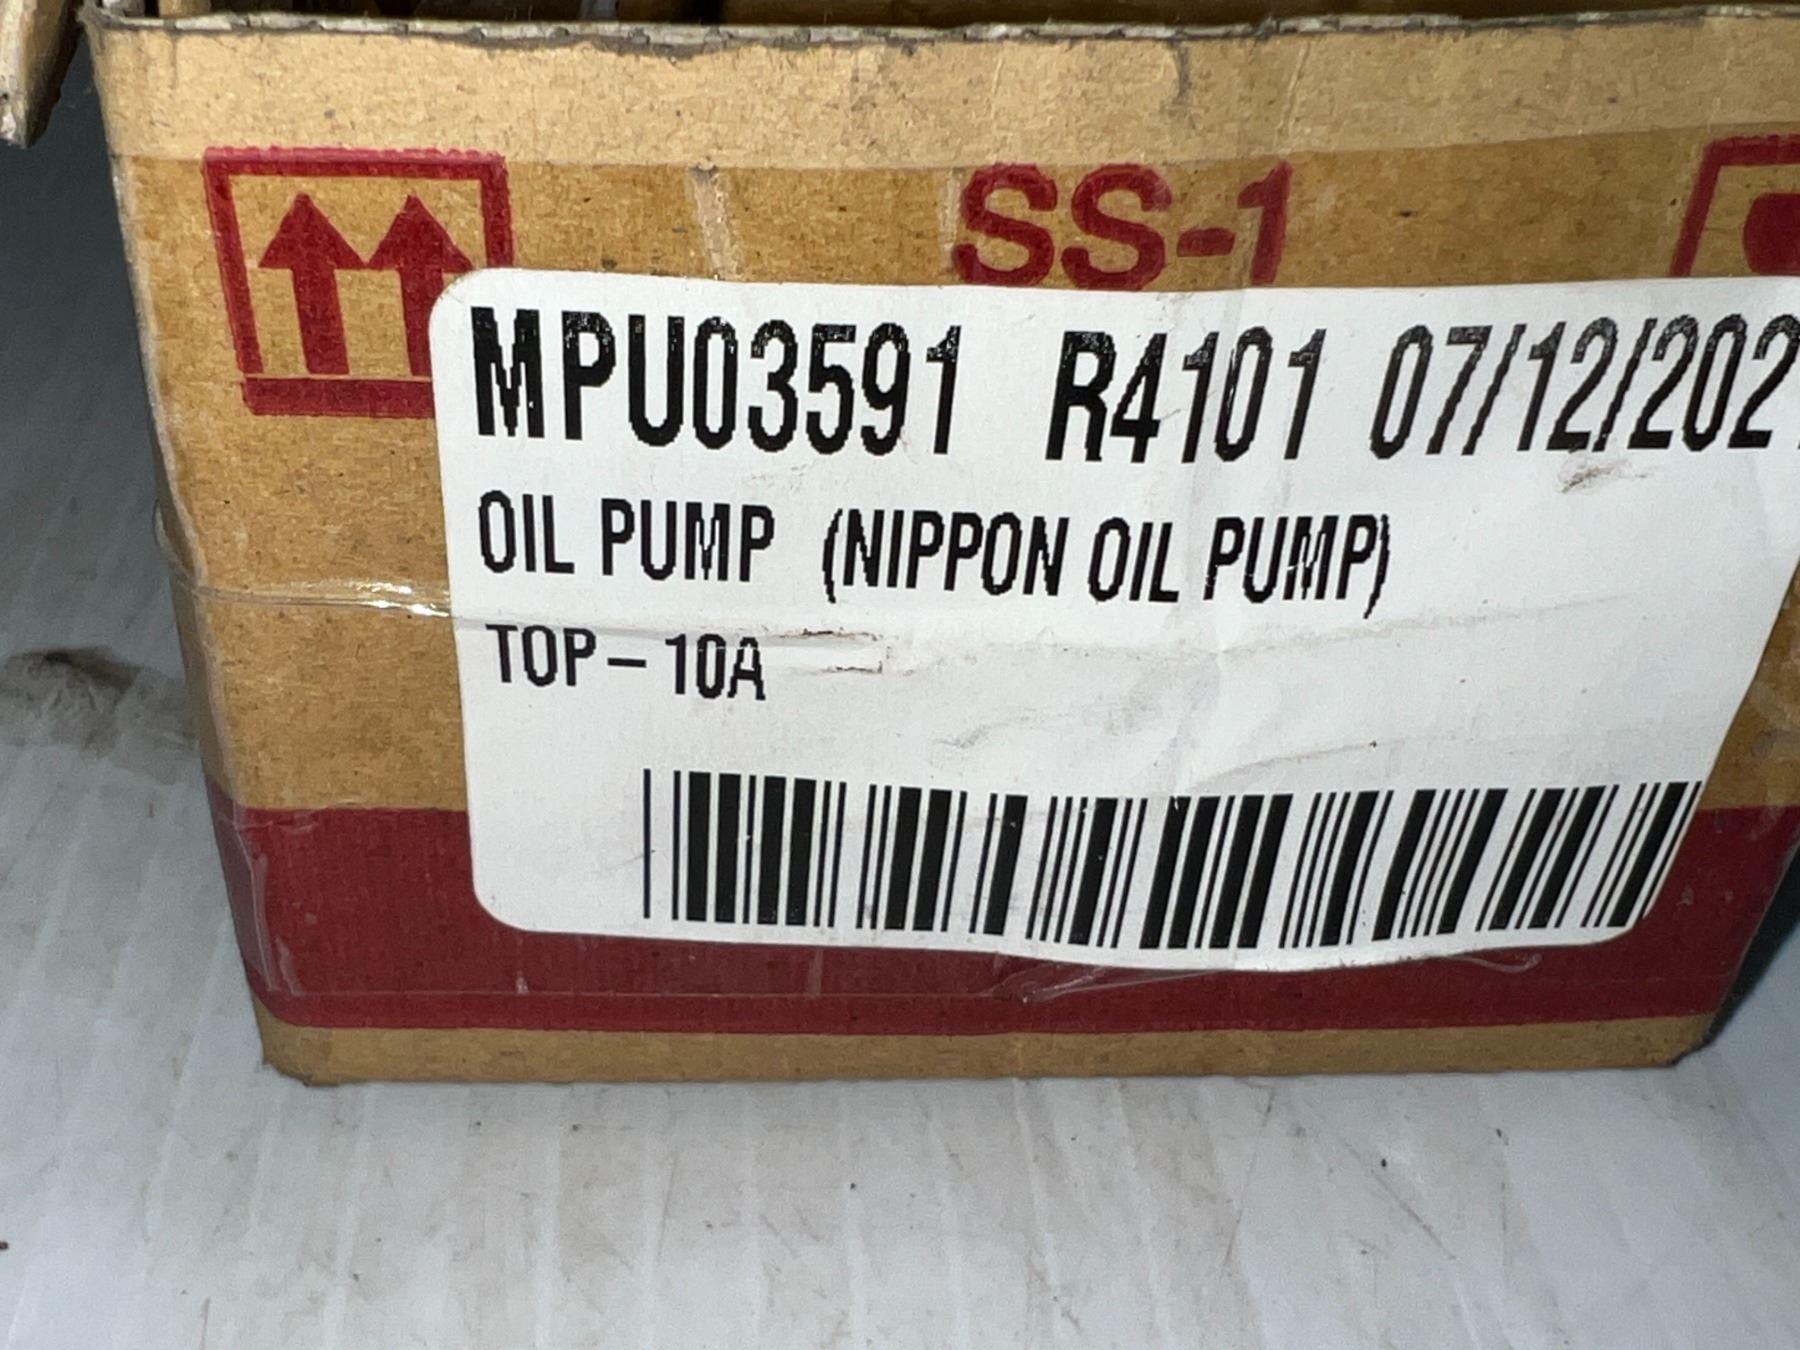 SS-1
MPU03591 R4101 07/12/202
OIL PUMP (NIPPON OIL PUMP)
TOP-10A